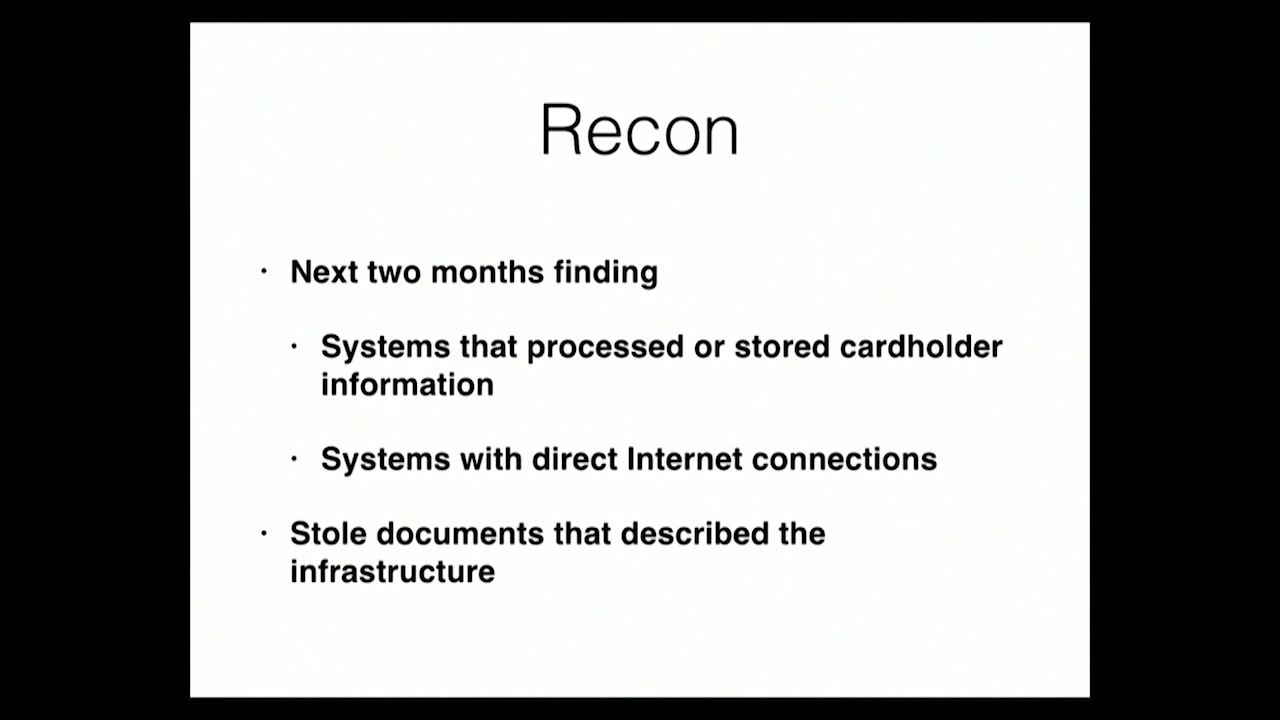 Recon
· Next two months finding
· Systems that processed or stored cardholder
information
· Systems with direct Internet connections
· Stole documents that described the
infrastructure